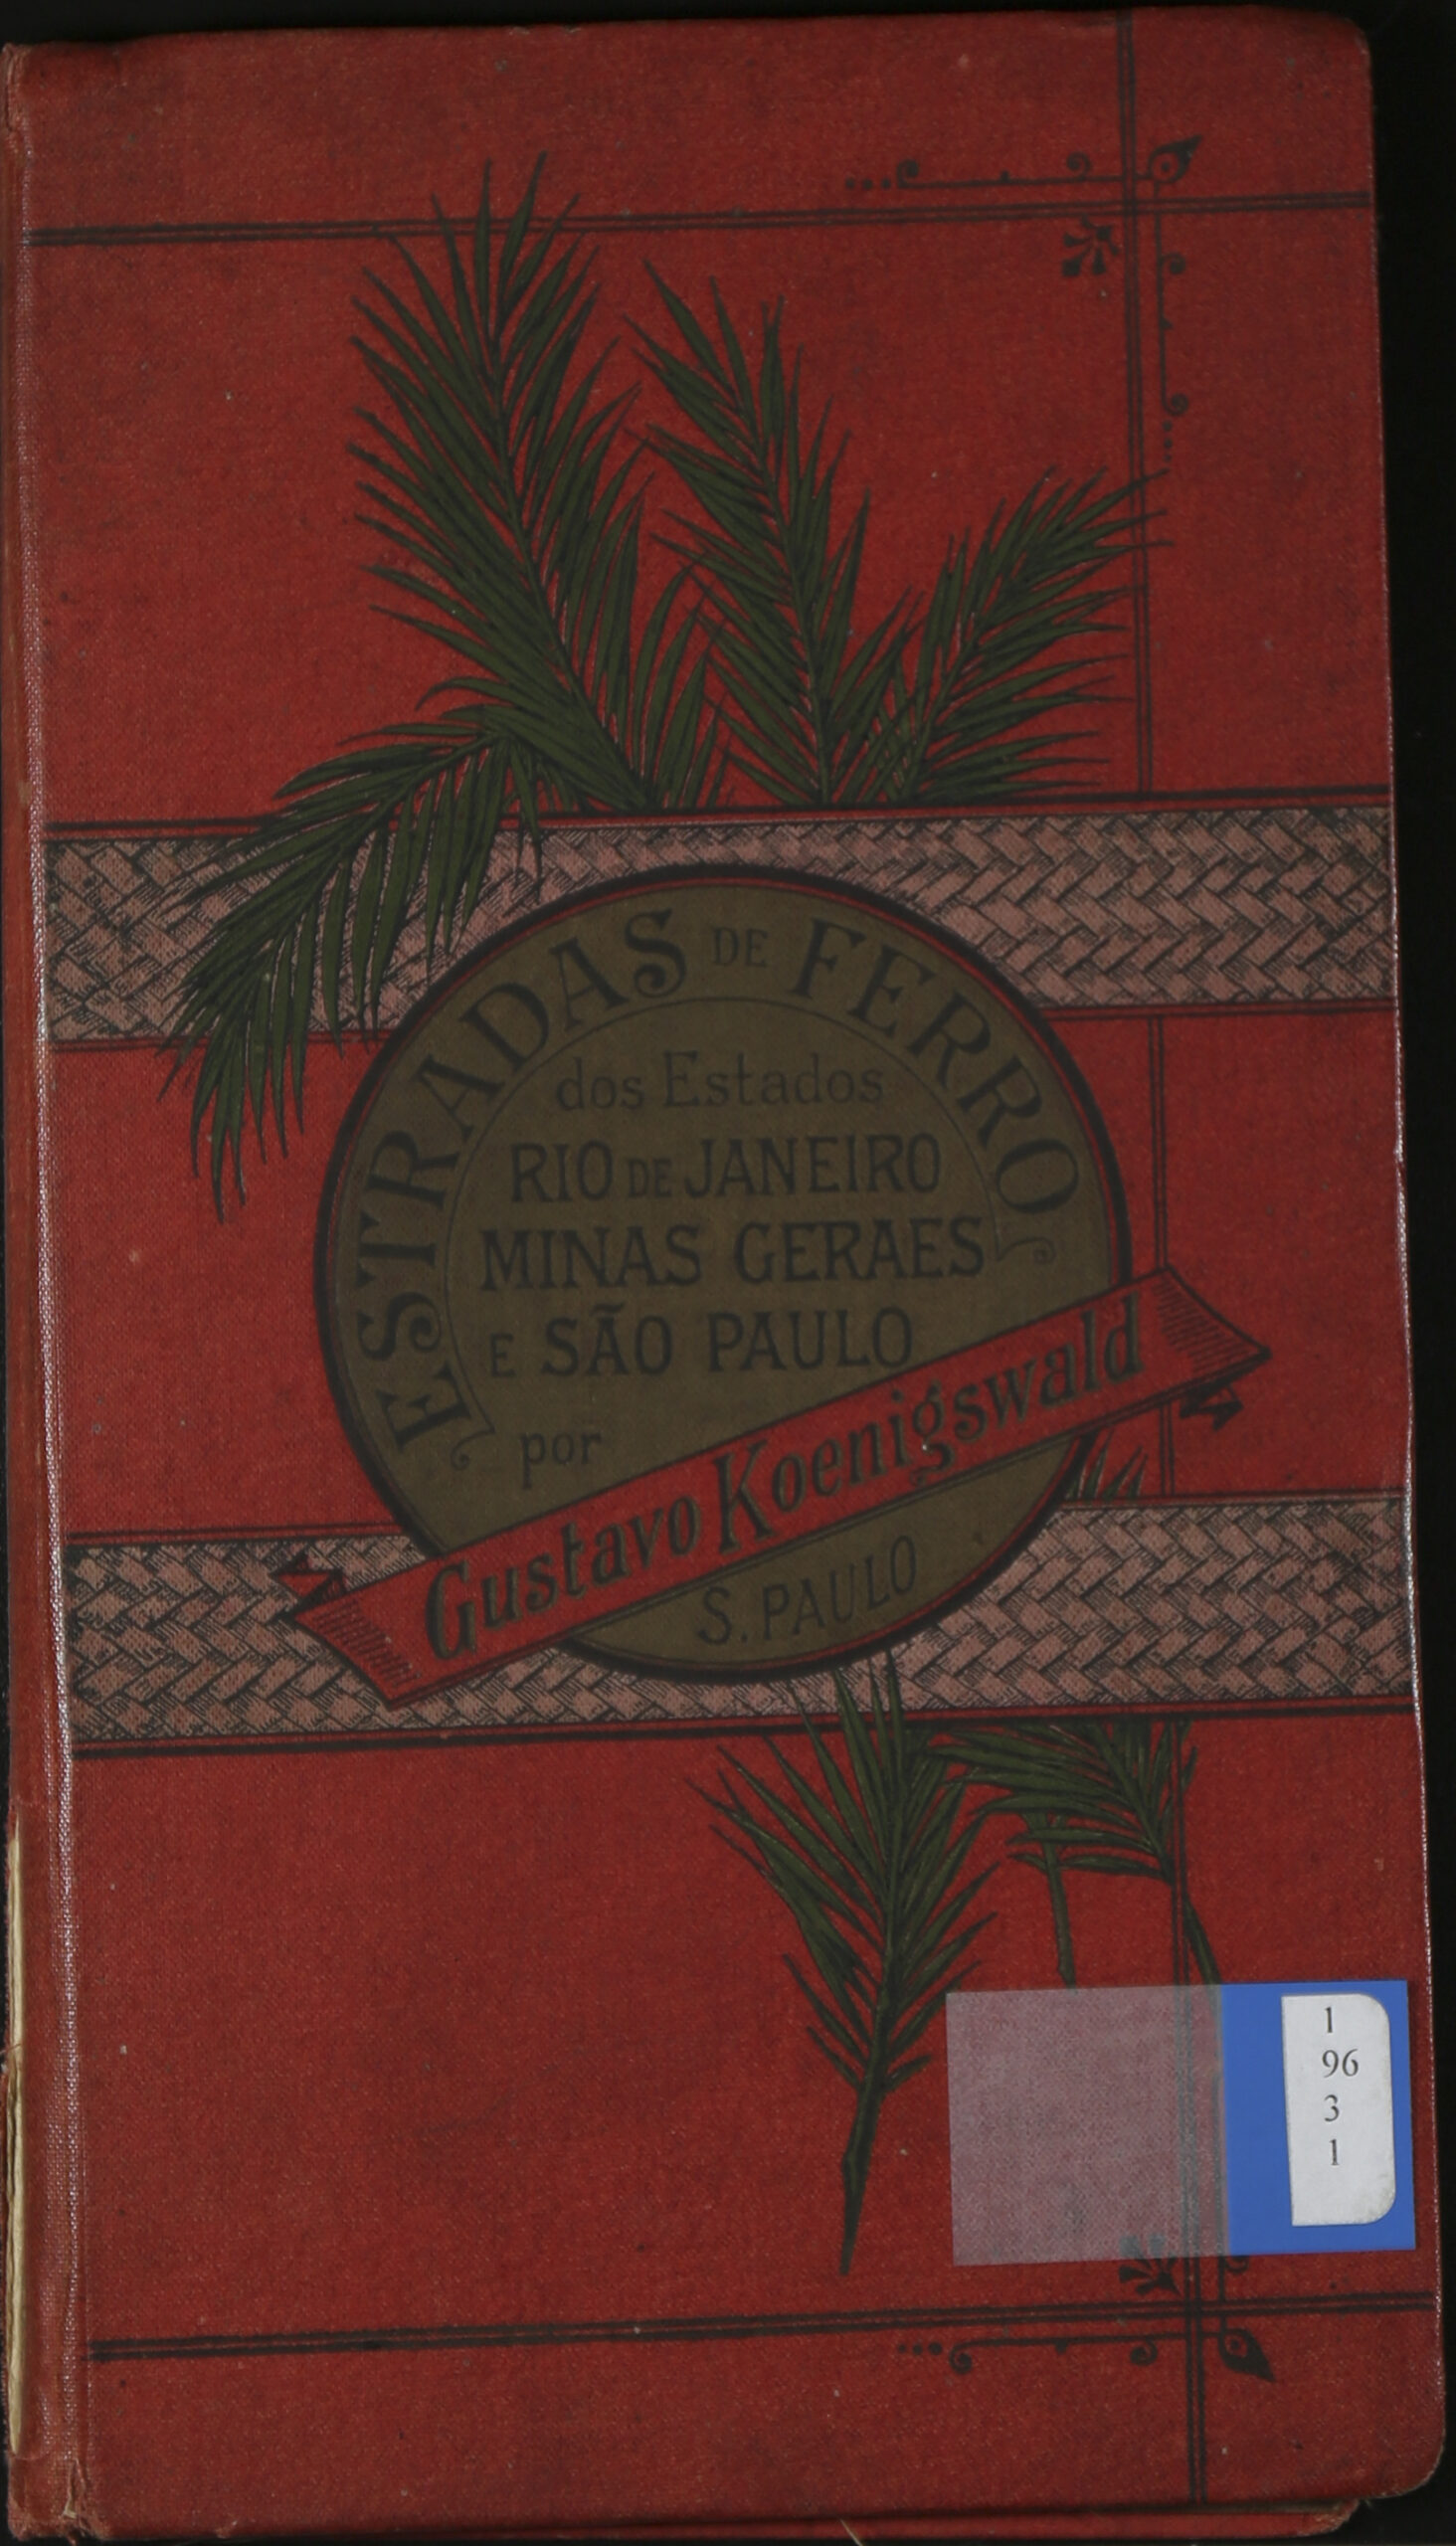 ESTRADAS DE FERRO
dos Estados
RIO DE JANEIRO
MINAS GERAES
E SÃO PAULO
por
Gustavo Koenigswald
S. PAULO
1
96
3
1